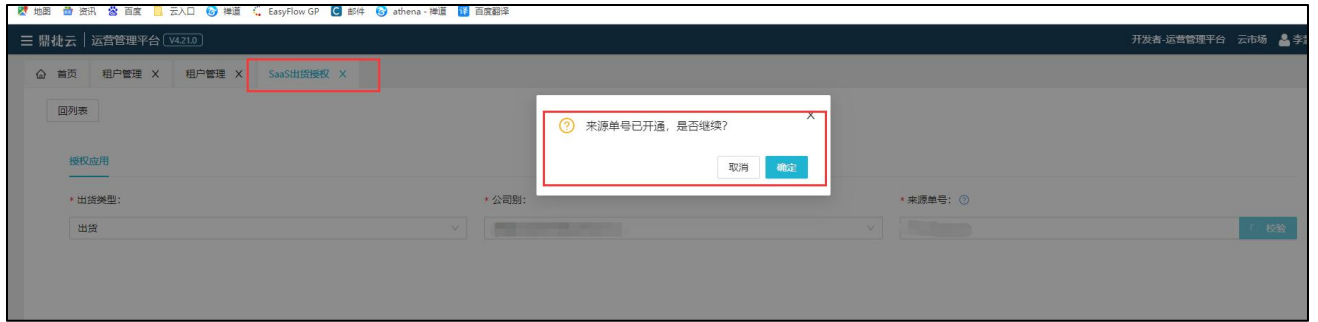 地图 资讯 百度 云入口 禅道 EasyFlow GP 邮件 athena - 禅道 百度翻译
鼎捷云 运营管理平台 V4.21.0 开发者-运营管理平台 云市场
首页 租户管理 X 租户管理 X SaaS出货授权 X
回列表
来源单号已开通，是否继续？ X
取消 确定
授权应用
* 出货类型： * 公司别： * 来源单号：
出货 校验